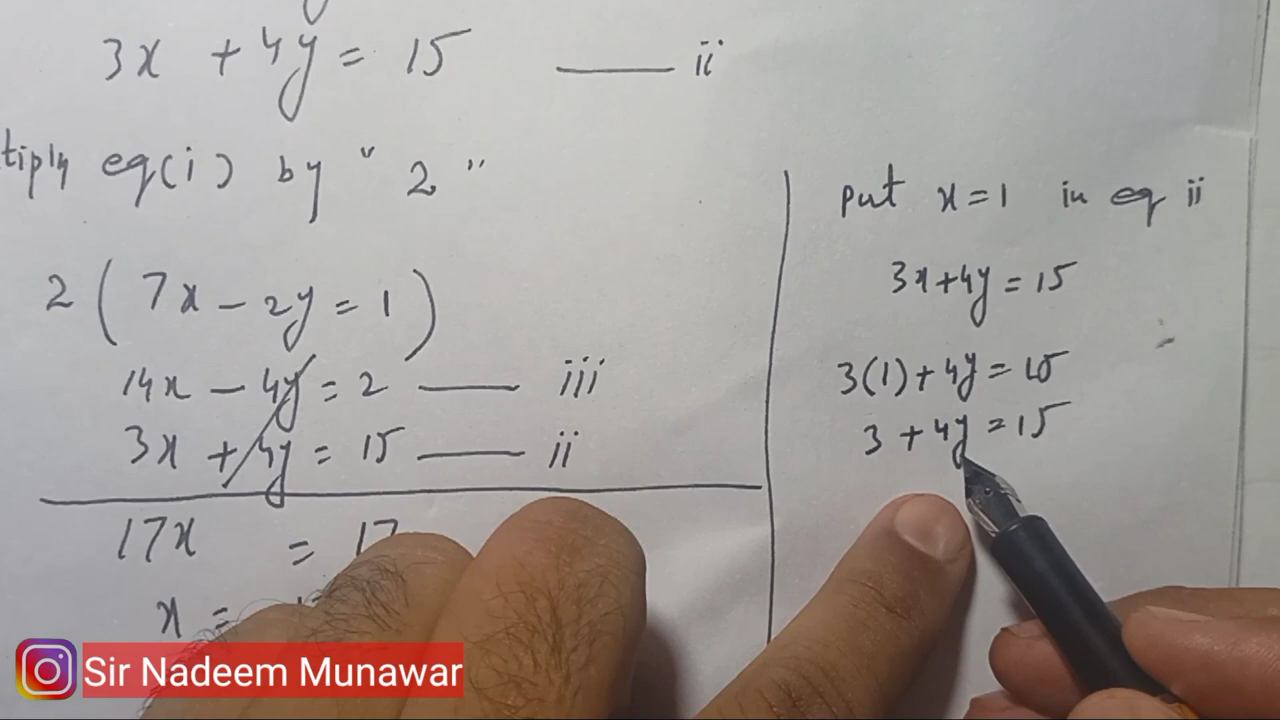 3x + 4y = 15 —— ii
tiply eq(i) by "2"
2 ( 7x - 2y = 1 )
14x - 4y = 2 —— iii
3x + 4y = 15 —— ii
17x = 17
x =
put x = 1 in eq ii
3x + 4y = 15
3(1) + 4y = 15
3 + 4y = 15
Sir Nadeem Munawar